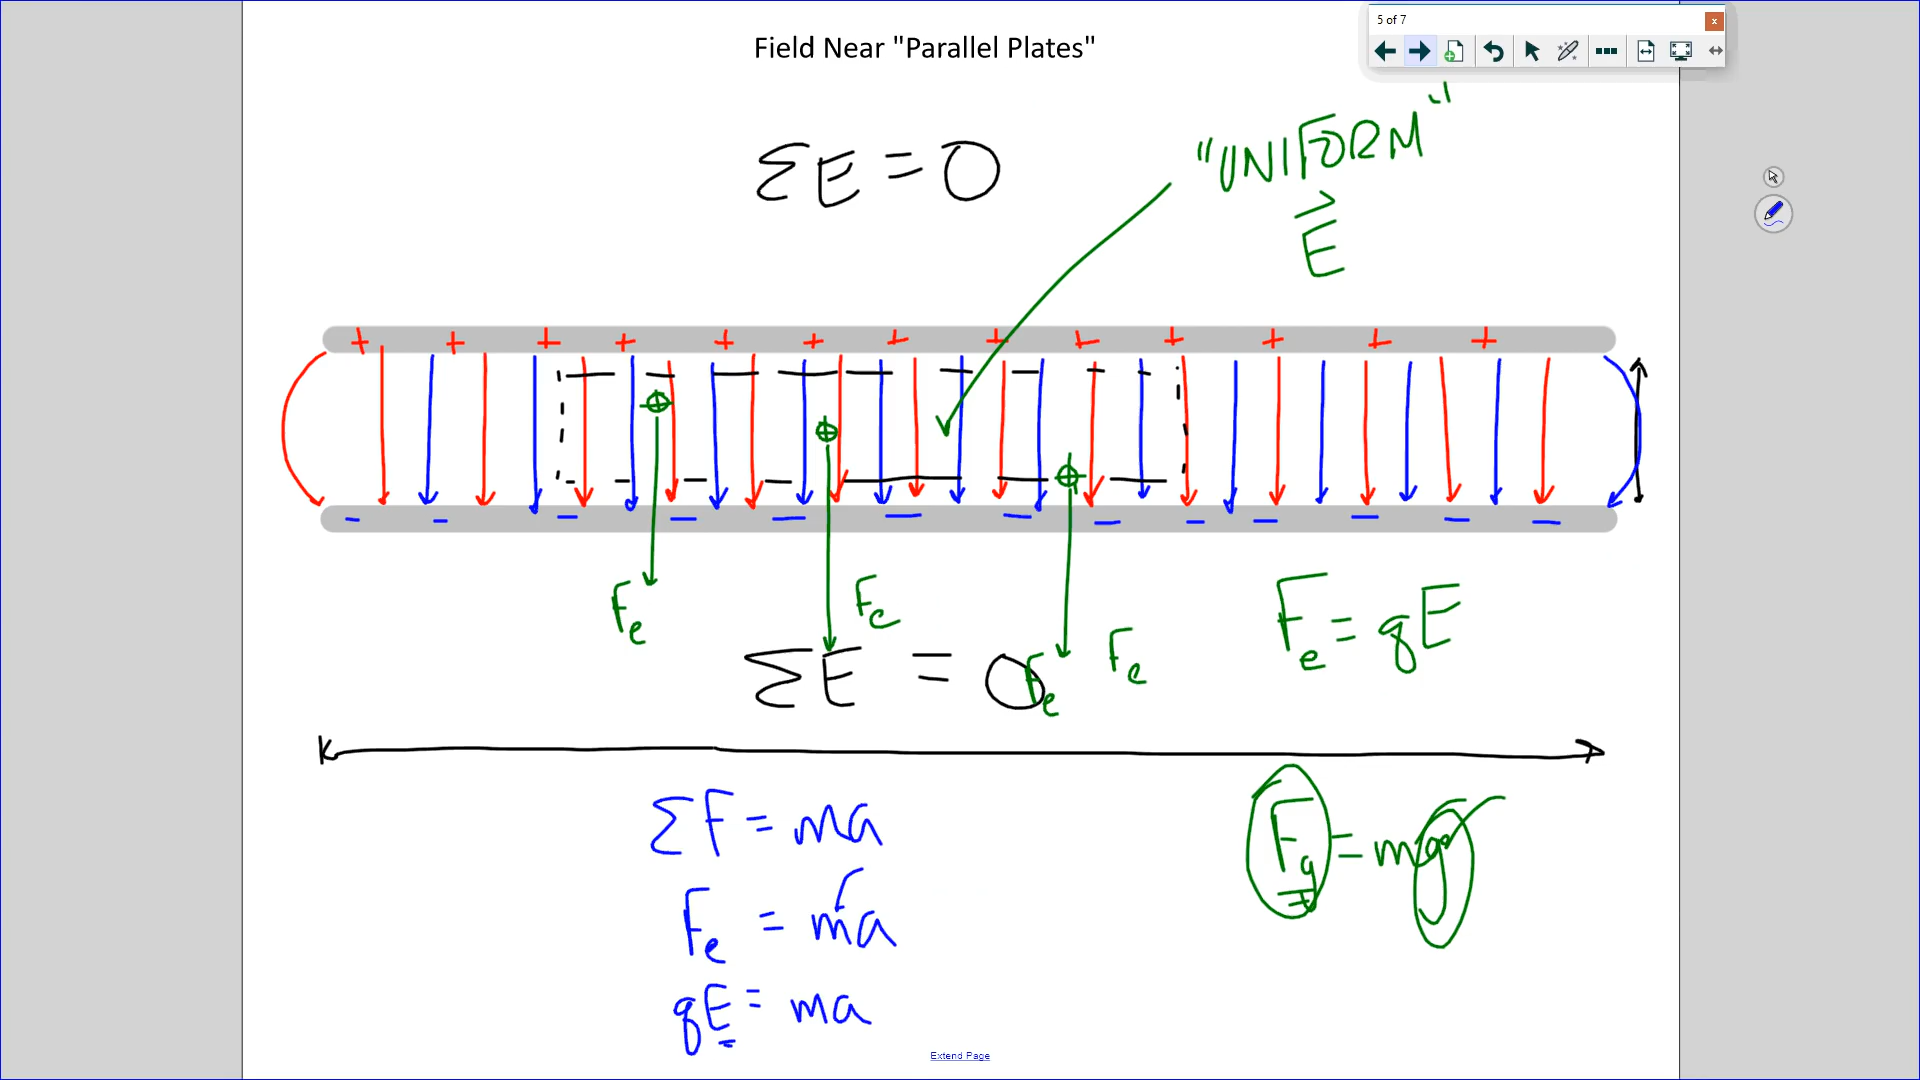 5 of 7
Field Near "Parallel Plates"
ΣE = 0
"UNIFORM"
E⃗
+ + + + + + + + + + + + +
- - - - - - - - - - - - - -
Fe Fe Fe Fe
Fe = qE
ΣE = 0
ΣF = ma
Fe = ma
qE = ma
Fg = mg
Extend Page